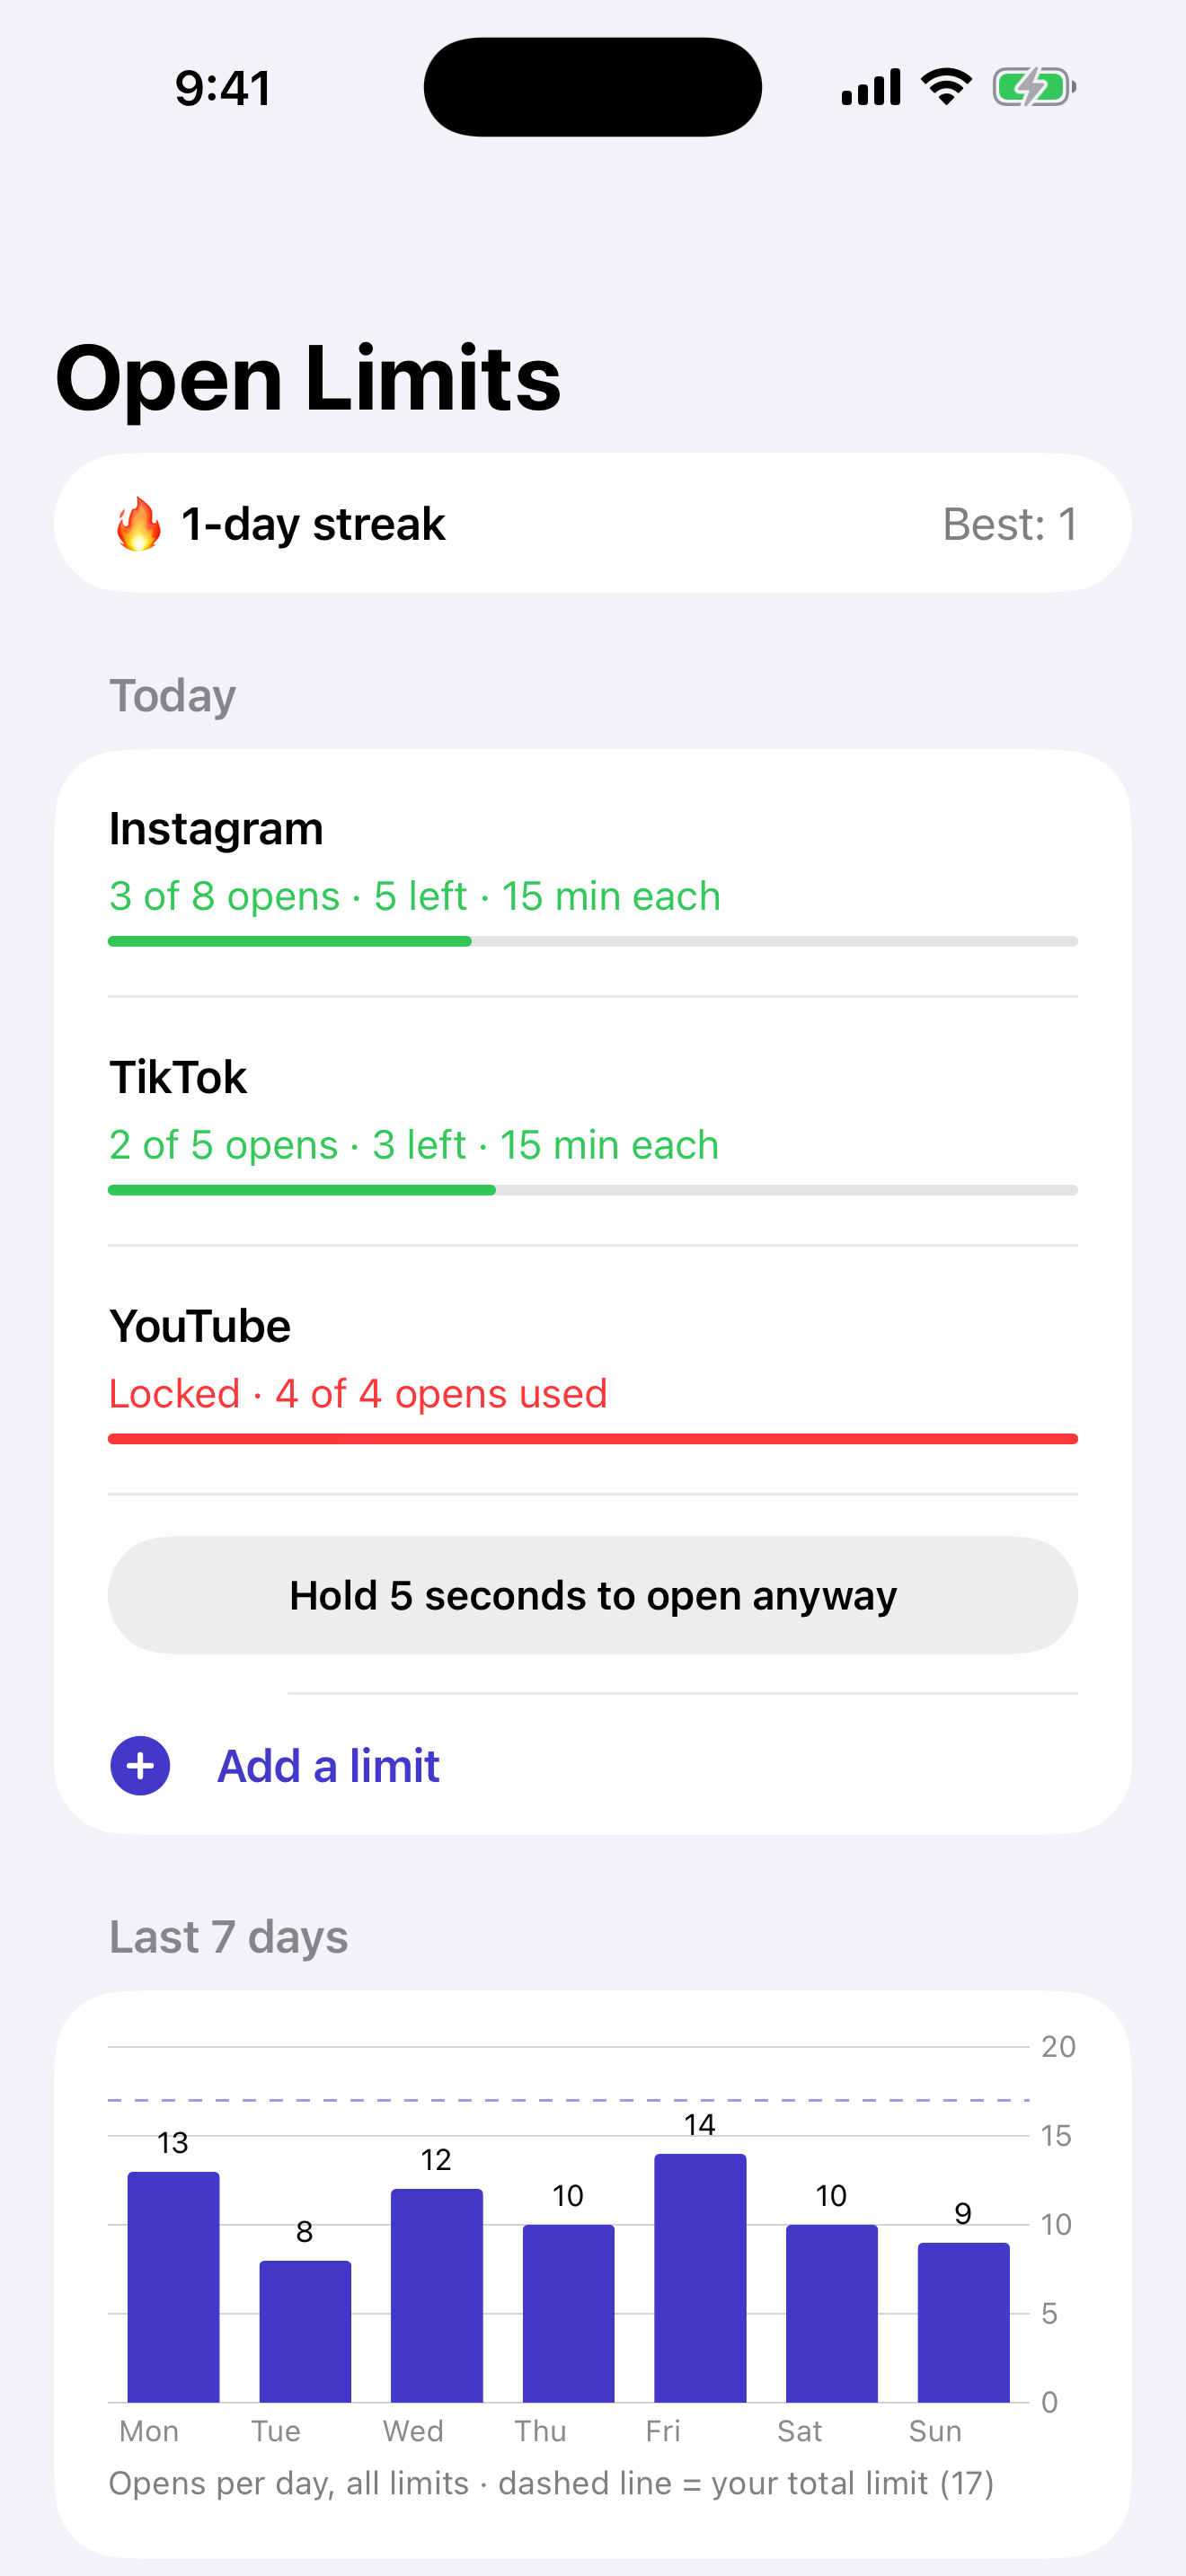 9:41
Open Limits
🔥 1-day streak
Best: 1
Today
Instagram
3 of 8 opens · 5 left · 15 min each
TikTok
2 of 5 opens · 3 left · 15 min each
YouTube
Locked · 4 of 4 opens used
Hold 5 seconds to open anyway
Add a limit
Last 7 days
20
15
10
5
0
13
8
12
10
14
10
9
Mon Tue Wed Thu Fri Sat Sun
Opens per day, all limits · dashed line = your total limit (17)